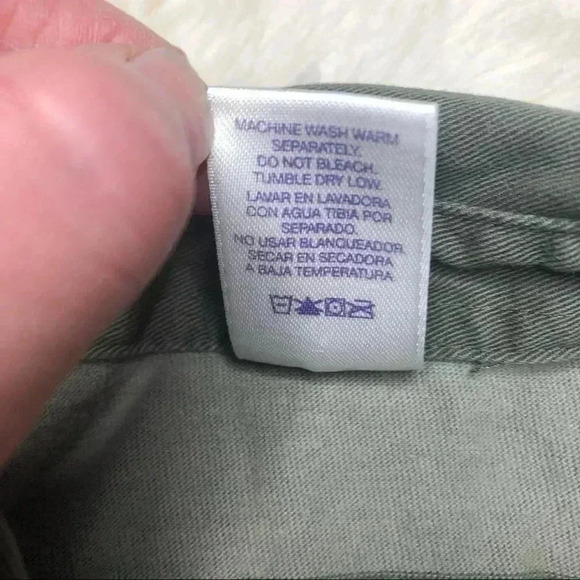 MACHINE WASH WARM
SEPARATELY.
DO NOT BLEACH.
TUMBLE DRY LOW.
LAVAR EN LAVADORA
CON AGUA TIBIA POR
SEPARADO.
NO USAR BLANQUEADOR.
SECAR EN SECADORA
A BAJA TEMPERATURA.